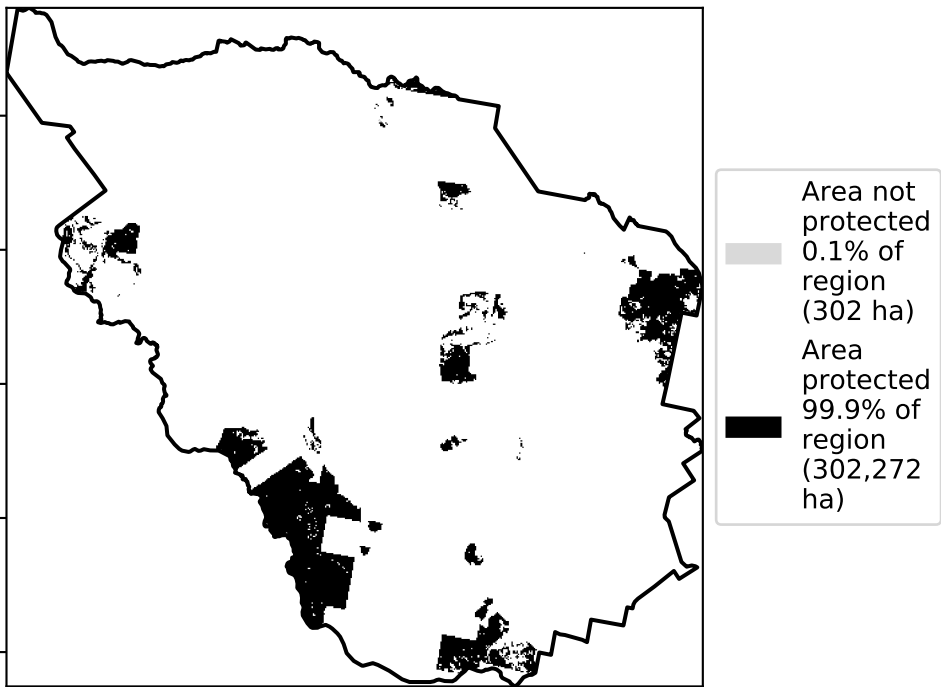 Area not
protected
0.1% of
region
(302 ha)
Area
protected
99.9% of
region
(302,272
ha)